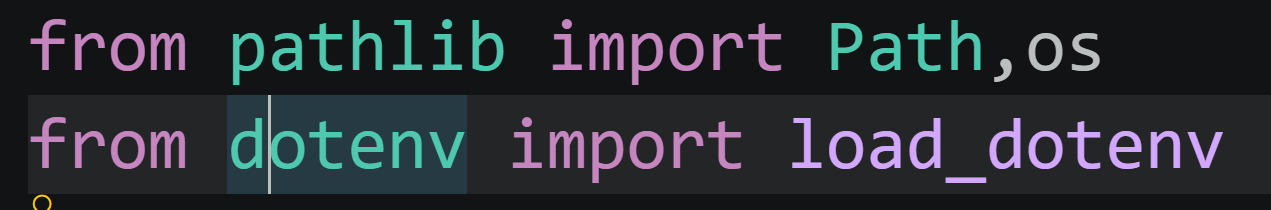 from pathlib import Path,os
from dotenv import load_dotenv